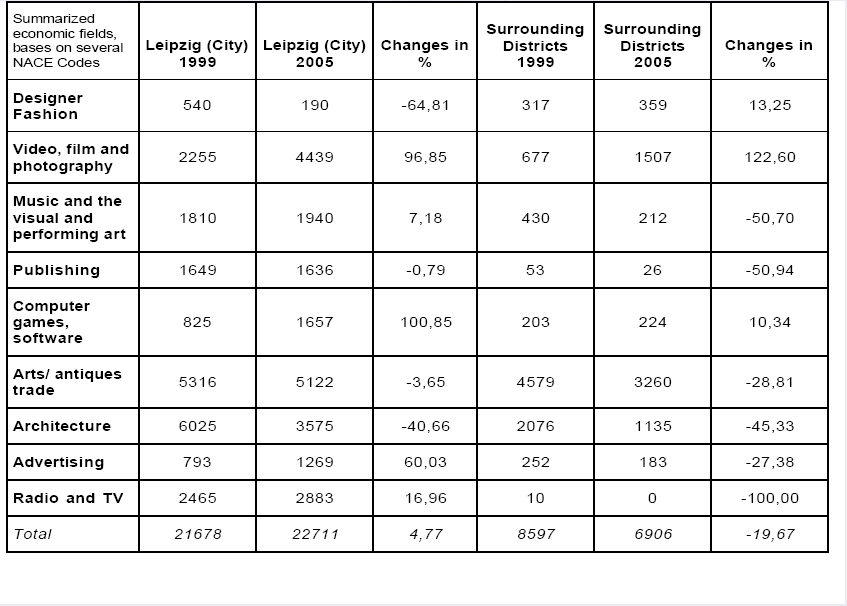 Summarized economic fields, bases on several NACE Codes | Leipzig (City) 1999 | Leipzig (City) 2005 | Changes in % | Surrounding Districts 1999 | Surrounding Districts 2005 | Changes in %
Designer Fashion | 540 | 190 | -64,81 | 317 | 359 | 13,25
Video, film and photography | 2255 | 4439 | 96,85 | 677 | 1507 | 122,60
Music and the visual and performing art | 1810 | 1940 | 7,18 | 430 | 212 | -50,70
Publishing | 1649 | 1636 | -0,79 | 53 | 26 | -50,94
Computer games, software | 825 | 1657 | 100,85 | 203 | 224 | 10,34
Arts/ antiques trade | 5316 | 5122 | -3,65 | 4579 | 3260 | -28,81
Architecture | 6025 | 3575 | -40,66 | 2076 | 1135 | -45,33
Advertising | 793 | 1269 | 60,03 | 252 | 183 | -27,38
Radio and TV | 2465 | 2883 | 16,96 | 10 | 0 | -100,00
Total | 21678 | 22711 | 4,77 | 8597 | 6906 | -19,67